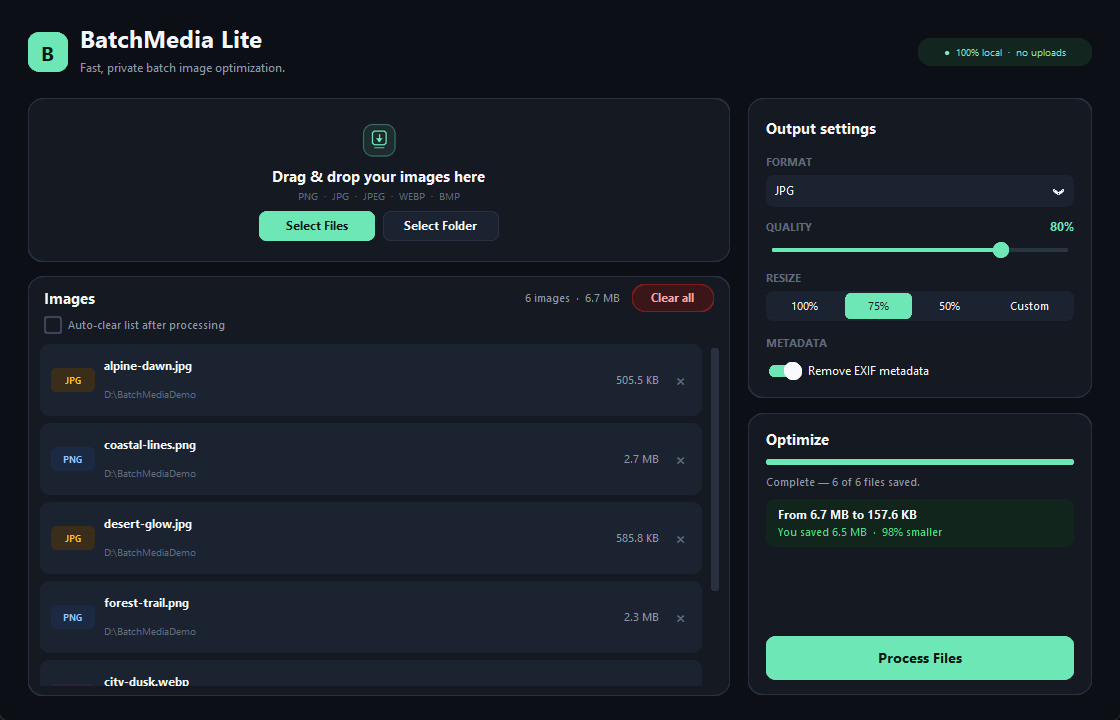 B
BatchMedia Lite
Fast, private batch image optimization.
● 100% local · no uploads
Drag & drop your images here
PNG · JPG · JPEG · WEBP · BMP
Select Files
Select Folder
Images
6 images · 6.7 MB
Clear all
Auto-clear list after processing
JPG
alpine-dawn.jpg
D:\BatchMediaDemo
505.5 KB
×
PNG
coastal-lines.png
D:\BatchMediaDemo
2.7 MB
×
JPG
desert-glow.jpg
D:\BatchMediaDemo
585.8 KB
×
PNG
forest-trail.png
D:\BatchMediaDemo
2.3 MB
×
city-dusk.webp
Output settings
FORMAT
JPG
QUALITY
80%
RESIZE
100%
75%
50%
Custom
METADATA
Remove EXIF metadata
Optimize
Complete — 6 of 6 files saved.
From 6.7 MB to 157.6 KB
You saved 6.5 MB · 98% smaller
Process Files